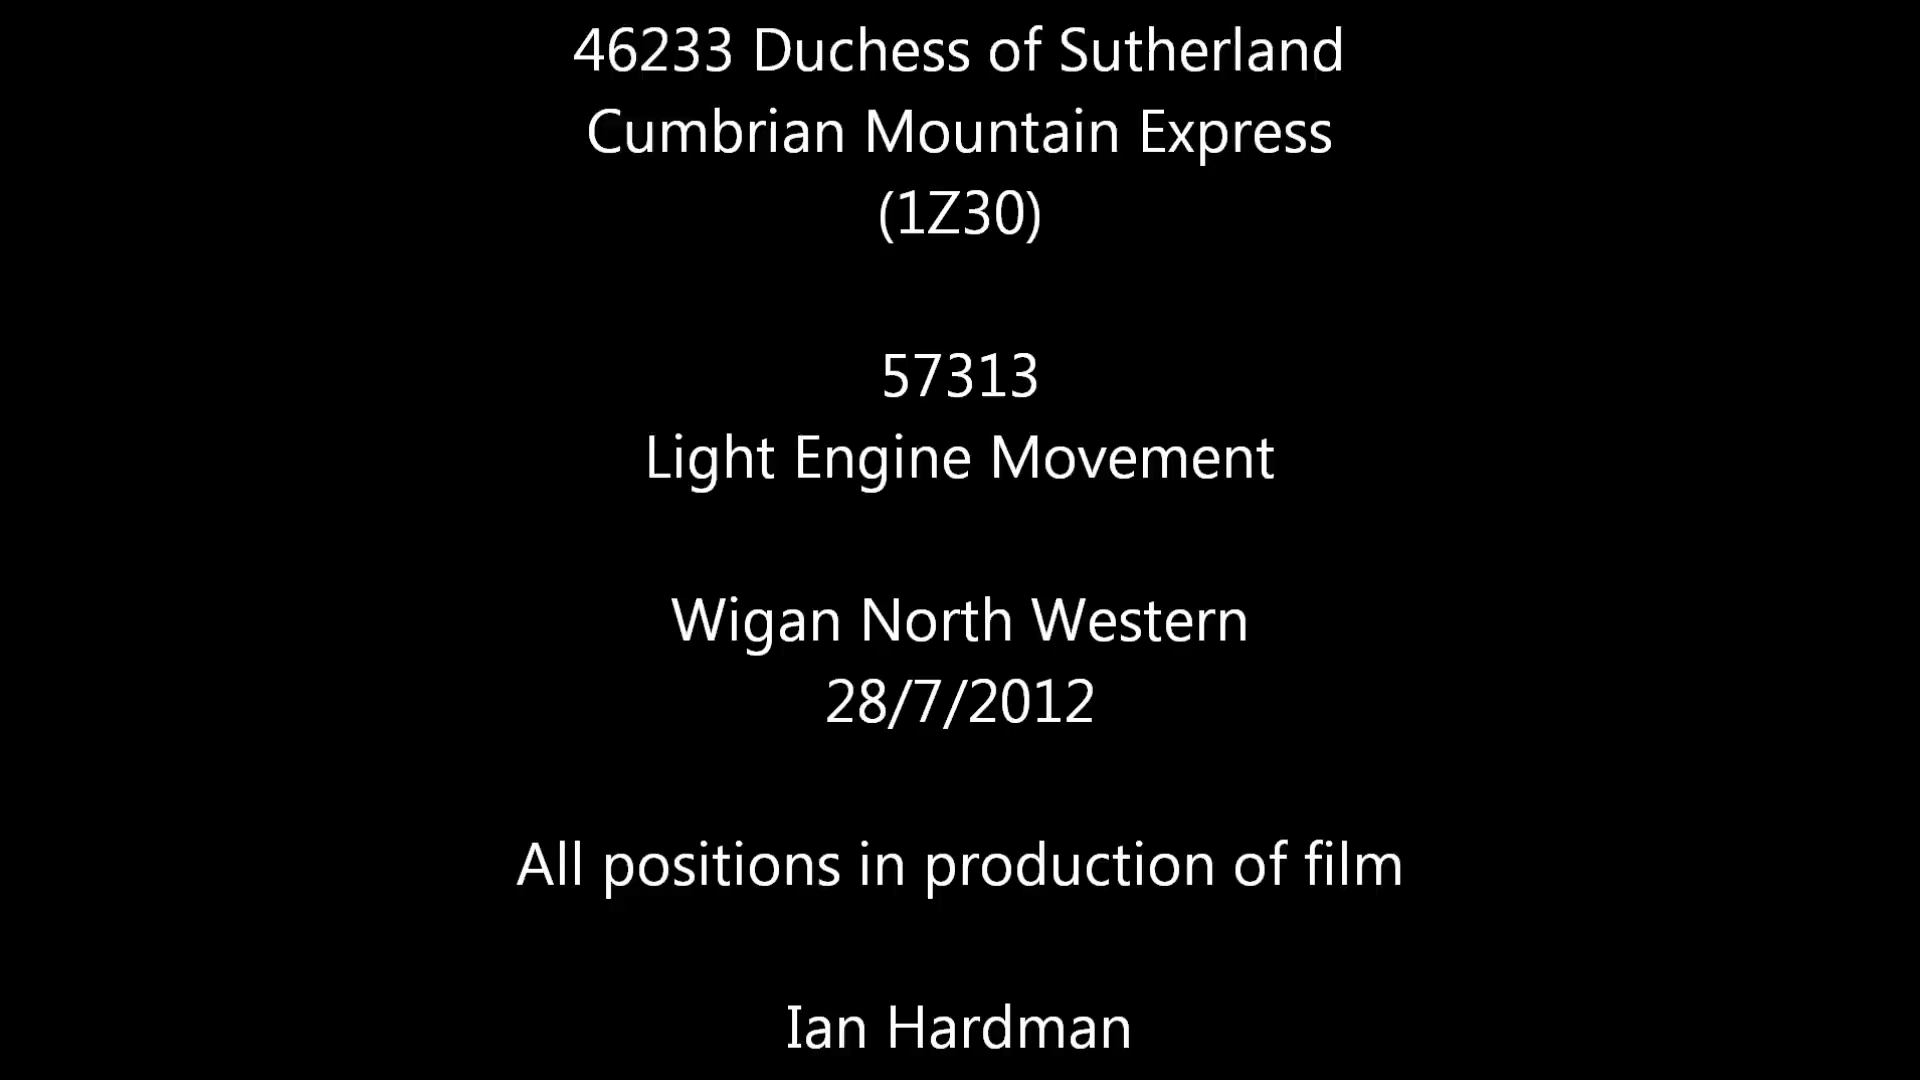 46233 Duchess of Sutherland
Cumbrian Mountain Express
(1Z30)
57313
Light Engine Movement
Wigan North Western
28/7/2012
All positions in production of film
Ian Hardman